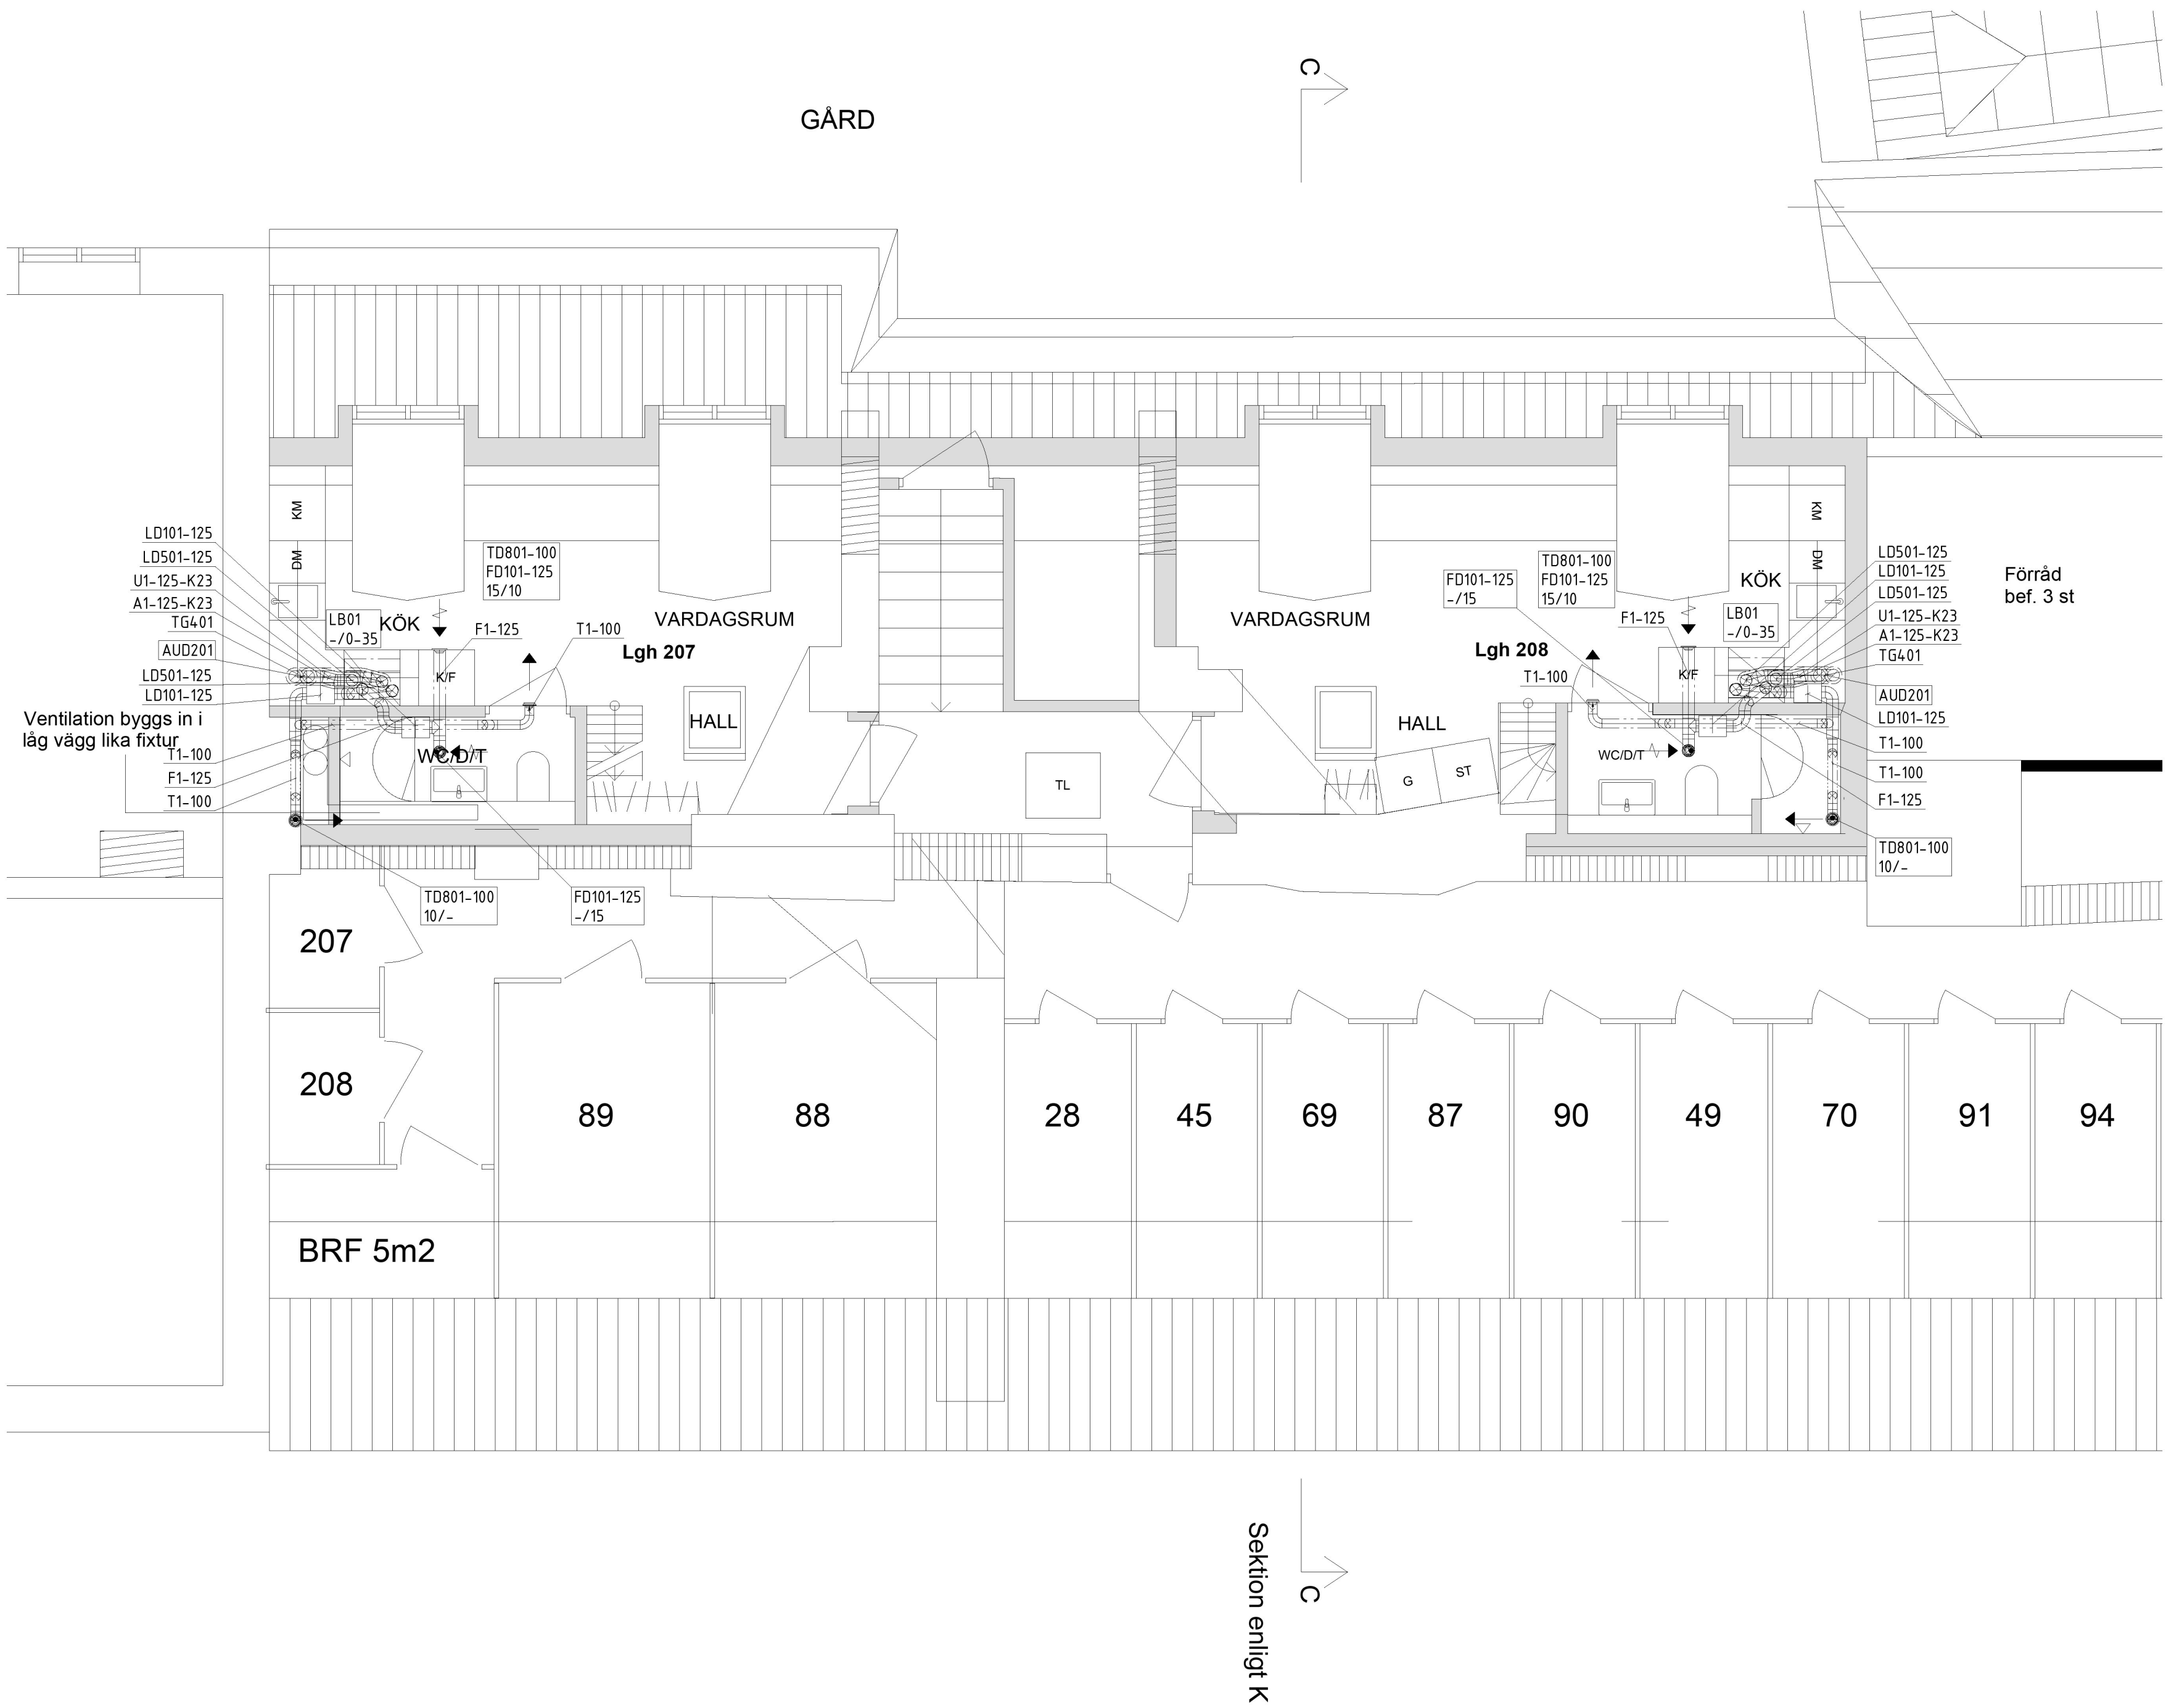 C
GÅRD
KM
DM
LD101-125
LD501-125
U1-125-K23
A1-125-K23
TG401
AUD201
LD501-125
LD101-125
Ventilation byggs in i
låg vägg lika fixtur
T1-100
F1-125
T1-100
LB01
-/0-35
KÖK
TD801-100
FD101-125
15/10
F1-125
T1-100
K/F
VARDAGSRUM
Lgh 207
HALL
WC/D/T
TD801-100
10/-
FD101-125
-/15
TL
VARDAGSRUM
FD101-125
-/15
TD801-100
FD101-125
15/10
Lgh 208
F1-125
T1-100
HALL
G
ST
K/F
WC/D/T
KÖK
LB01
-/0-35
KM
DM
LD501-125
LD101-125
LD501-125
U1-125-K23
A1-125-K23
TG401
AUD201
LD101-125
T1-100
T1-100
F1-125
TD801-100
10/-
Förråd
bef. 3 st
207
208
89
88
28
45
69
87
90
49
70
91
94
BRF 5m2
C
Sektion enligt K